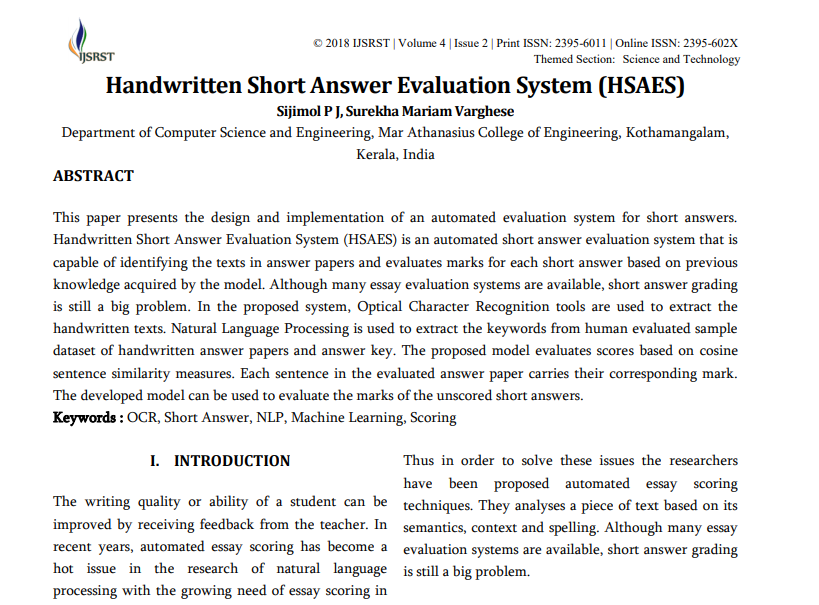 IJSRST
© 2018 IJSRST | Volume 4 | Issue 2 | Print ISSN: 2395-6011 | Online ISSN: 2395-602X
Themed Section: Science and Technology
Handwritten Short Answer Evaluation System (HSAES)
Sijimol P J, Surekha Mariam Varghese
Department of Computer Science and Engineering, Mar Athanasius College of Engineering, Kothamangalam,
Kerala, India
ABSTRACT
This paper presents the design and implementation of an automated evaluation system for short answers.
Handwritten Short Answer Evaluation System (HSAES) is an automated short answer evaluation system that is
capable of identifying the texts in answer papers and evaluates marks for each short answer based on previous
knowledge acquired by the model. Although many essay evaluation systems are available, short answer grading
is still a big problem. In the proposed system, Optical Character Recognition tools are used to extract the
handwritten texts. Natural Language Processing is used to extract the keywords from human evaluated sample
dataset of handwritten answer papers and answer key. The proposed model evaluates scores based on cosine
sentence similarity measures. Each sentence in the evaluated answer paper carries their corresponding mark.
The developed model can be used to evaluate the marks of the unscored short answers.
Keywords : OCR, Short Answer, NLP, Machine Learning, Scoring
I. INTRODUCTION
The writing quality or ability of a student can be
improved by receiving feedback from the teacher. In
recent years, automated essay scoring has become a
hot issue in the research of natural language
processing with the growing need of essay scoring in
Thus in order to solve these issues the researchers
have been proposed automated essay scoring
techniques. They analyses a piece of text based on its
semantics, context and spelling. Although many essay
evaluation systems are available, short answer grading
is still a big problem.